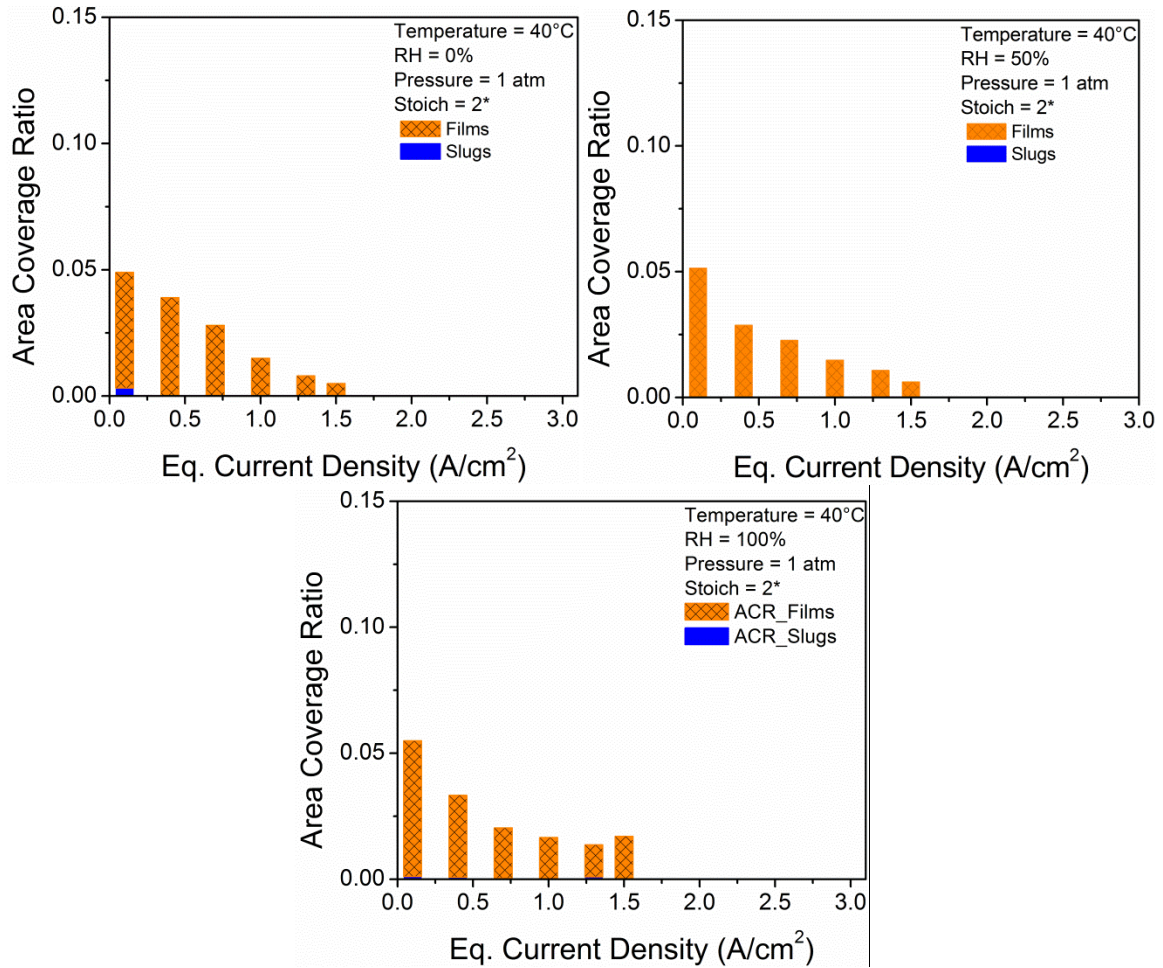 Temperature = 40°C
RH = 0%
Pressure = 1 atm
Stoich = 2*
Films
Slugs
0.15
0.10
0.05
0.00
Area Coverage Ratio
0.0 0.5 1.0 1.5 2.0 2.5 3.0
Eq. Current Density (A/cm²)
Temperature = 40°C
RH = 50%
Pressure = 1 atm
Stoich = 2*
Films
Slugs
0.15
0.10
0.05
0.00
Area Coverage Ratio
0.0 0.5 1.0 1.5 2.0 2.5 3.0
Eq. Current Density (A/cm²)
Temperature = 40°C
RH = 100%
Pressure = 1 atm
Stoich = 2*
ACR_Films
ACR_Slugs
0.15
0.10
0.05
0.00
Area Coverage Ratio
0.0 0.5 1.0 1.5 2.0 2.5 3.0
Eq. Current Density (A/cm²)